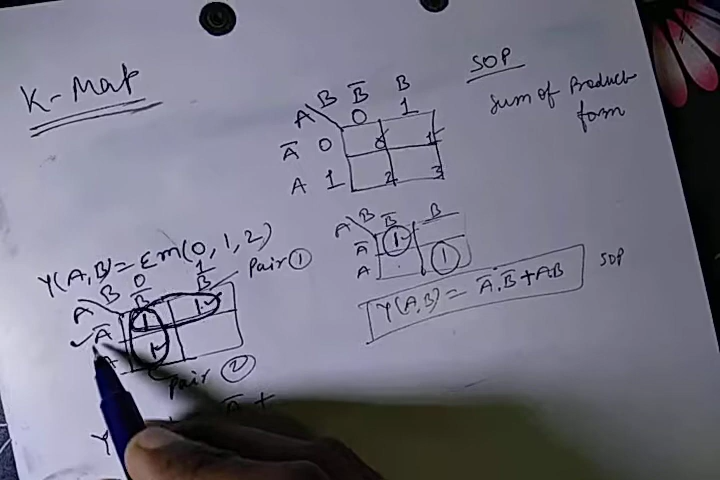 K-Map
SOP
Sum of Product
form
B B̅ B
A 0 1
A̅ 0 0 1
A 1 2 3
Y(A,B)= Σm(0,1,2)
0 1
B B̅ B
A
A̅ 1 1
1
Pair ①
Pair ②
Y A̅ +
B B̅ B
A
A̅ 1
A 1
Y(A,B) = A̅.B̅+AB
SOP